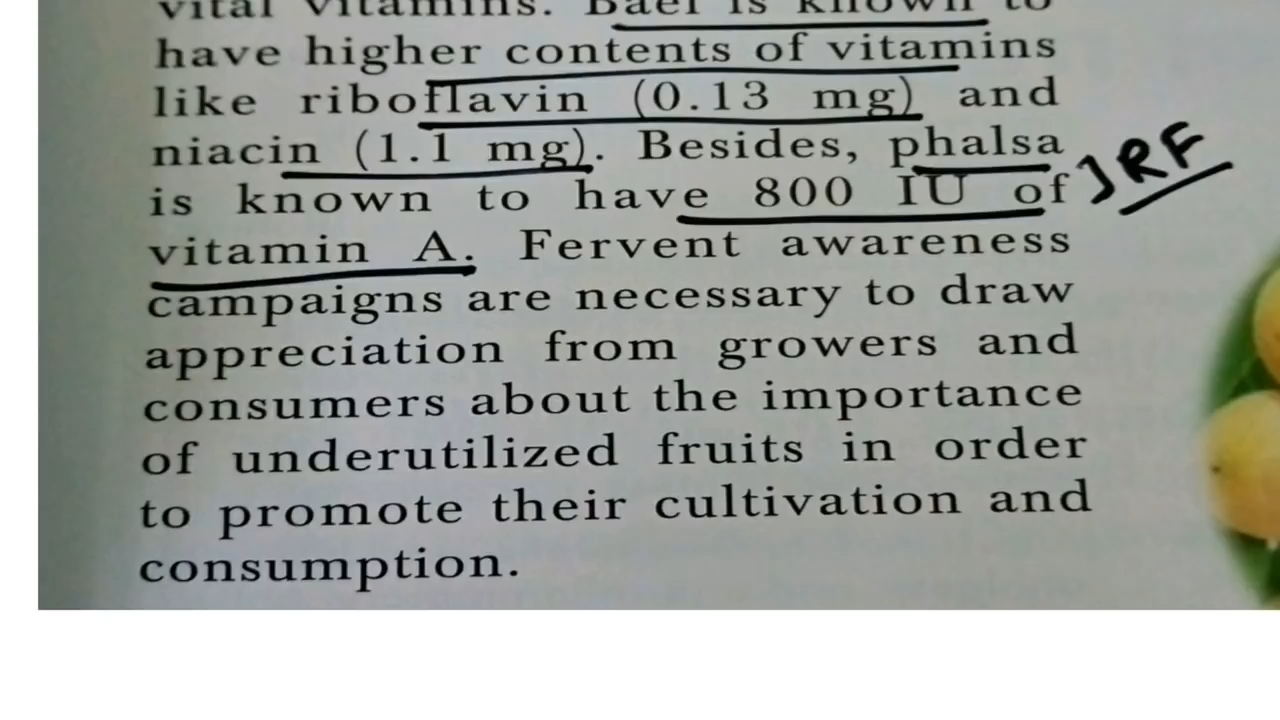 vital vitamins. Bael is known to
have higher contents of vitamins
like riboflavin (0.13 mg) and
niacin (1.1 mg). Besides, phalsa
is known to have 800 IU of
JRF
vitamin A. Fervent awareness
campaigns are necessary to draw
appreciation from growers and
consumers about the importance
of underutilized fruits in order
to promote their cultivation and
consumption.